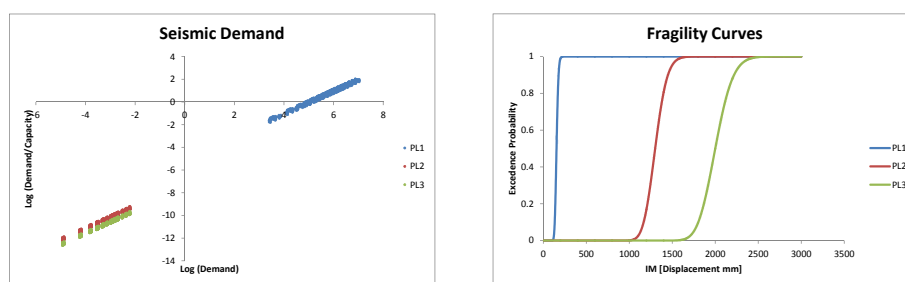 Seismic Demand
4
2
0
-2
-4
-6
-8
-10
-12
-14
-6 -4 -2 0 2 4 6 8
Log (Demand/Capacity)
Log (Demand)
PL1
PL2
PL3
Fragility Curves
1
0.8
0.6
0.4
0.2
0
0 500 1000 1500 2000 2500 3000 3500
Excedence Probability
IM [Displacement mm]
PL1
PL2
PL3